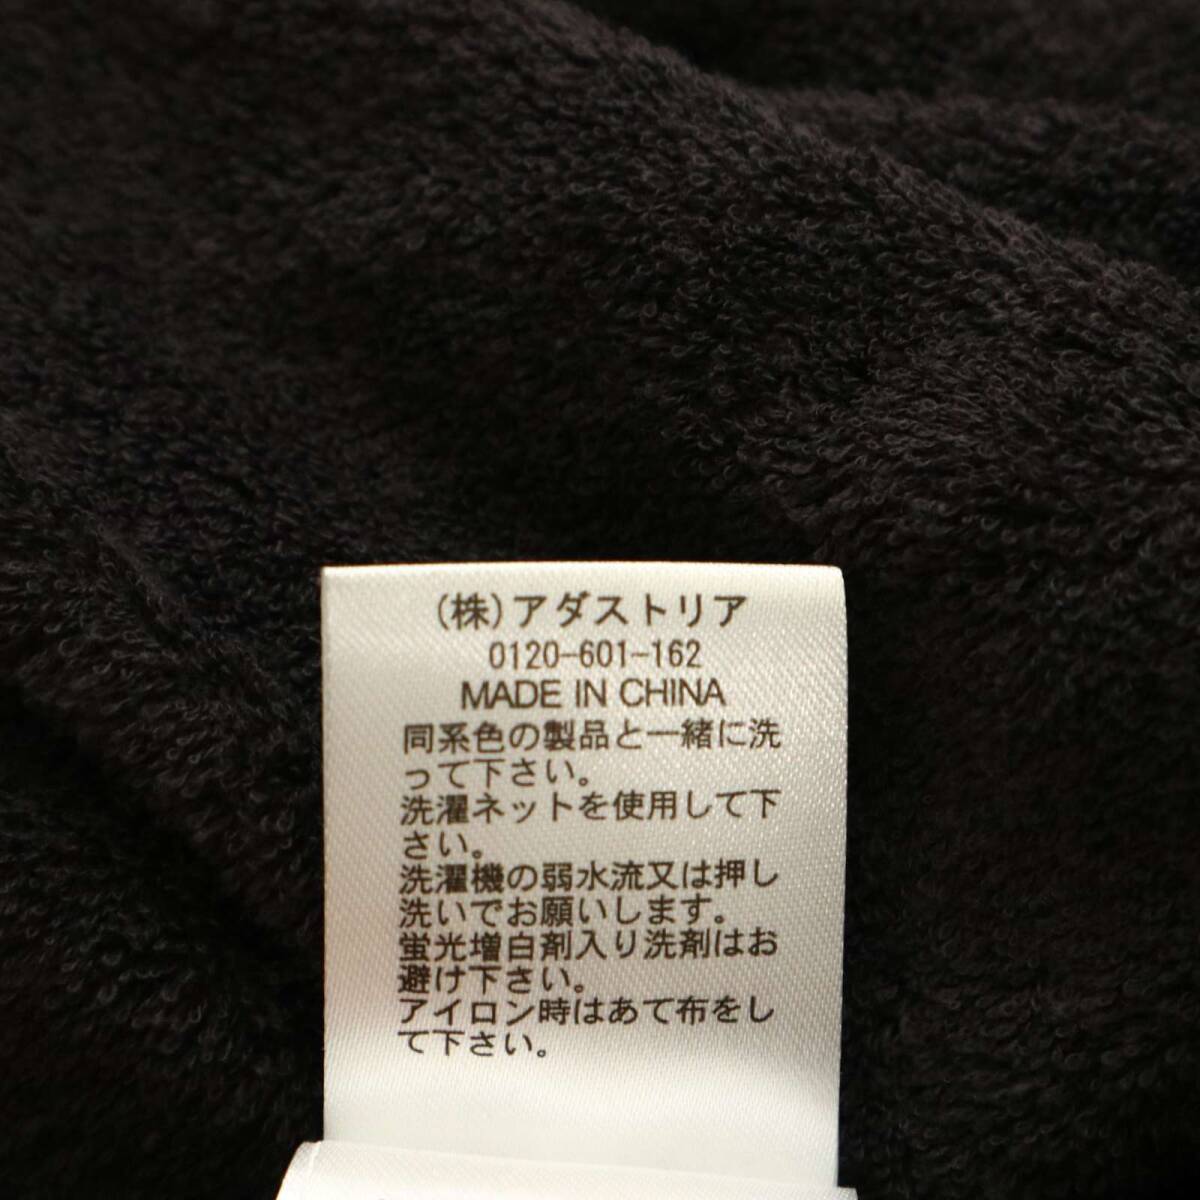 (株)アダストリア
0120-601-162
MADE IN CHINA
同系色の製品と一緒に洗
って下さい。
洗濯ネットを使用して下
さい。
洗濯機の弱水流又は押し
洗いでお願いします。
蛍光増白剤入り洗剤はお
避け下さい。
アイロン時はあて布をし
て下さい。